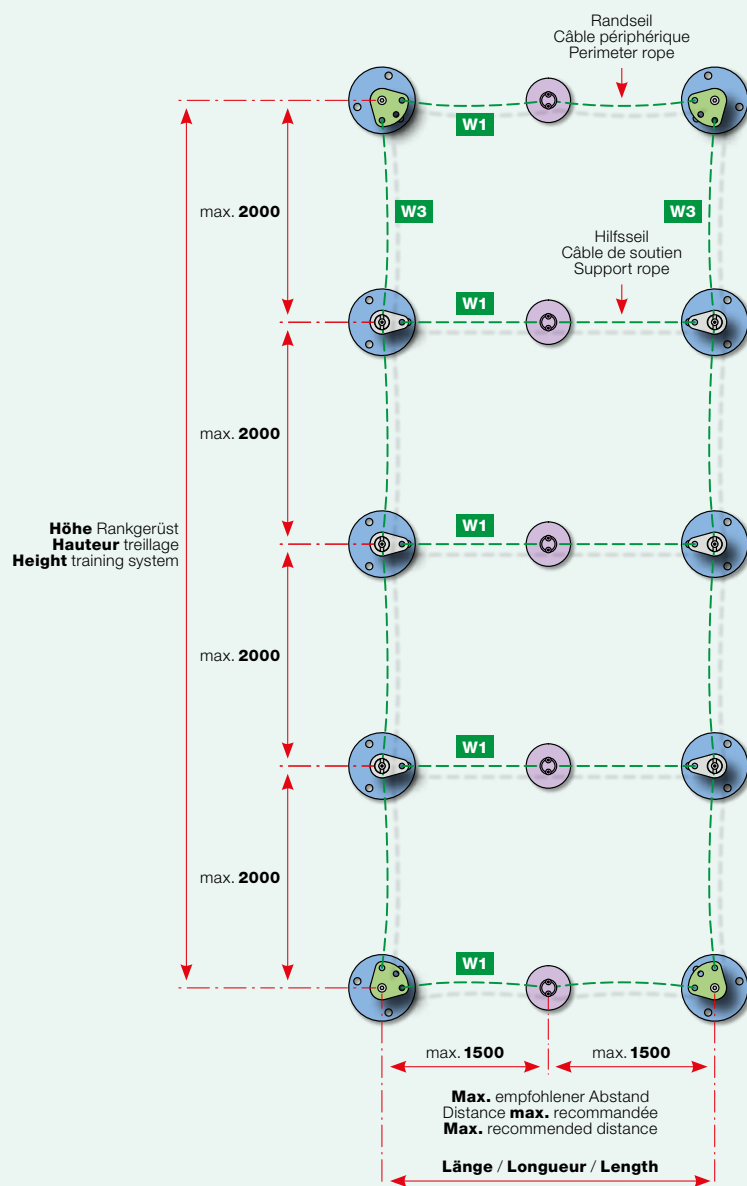 Randseil
Câble périphérique
Perimeter rope
W1
max. 2000
W3
W3
Hilfsseil
Câble de soutien
Support rope
W1
max. 2000
Höhe Rankgerüst
Hauteur treillage
Height training system
W1
max. 2000
W1
max. 2000
W1
max. 1500
max. 1500
Max. empfohlener Abstand
Distance max. recommandée
Max. recommended distance
Länge / Longueur / Length